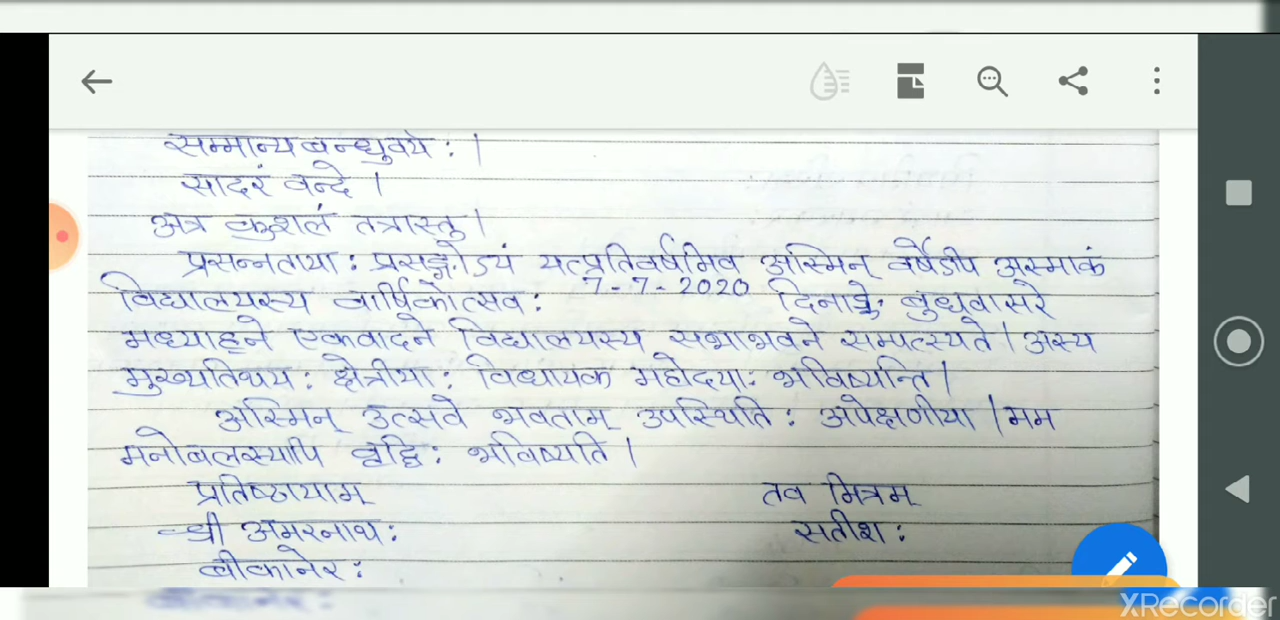 सम्मान्य बन्धुवर्य : |
सादरं वन्दे |
अत्र कुशलं तत्रास्तु |
प्रसन्नताया : प्रसङ्गोऽयं यत्प्रतिवर्षमिव अस्मिन् वर्षेऽपि अस्माकं
विद्यालयस्य वार्षिकोत्सव : 7-7-2020 दिनाङ्के बुधवासरे
मध्याह्ने एकवादने विद्यालयस्य सभाभवने सम्पत्स्यते | अस्य
मुख्यतिथय : क्षेत्रीया : विधायक महोदया: भविष्यन्ति |
अस्मिन् उत्सवे भवताम् उपस्थिति : अपेक्षणीया | मम
मनोबलस्यापि वृद्धि : भविष्यति |
प्रतिष्ठायाम् तव मित्रम्
श्री अमरनाथ : सतीश :
बीकानेर :
XRecorder